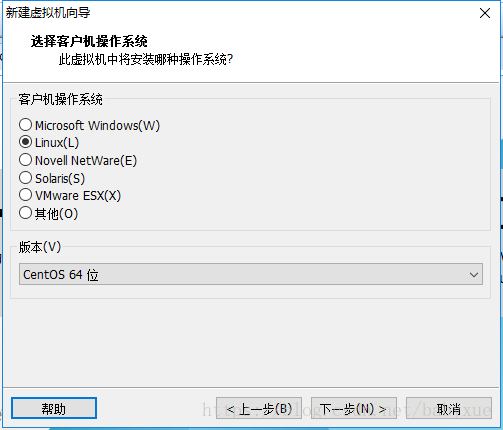 新建虚拟机向导
选择客户机操作系统
此虚拟机中将安装哪种操作系统?
客户机操作系统
Microsoft Windows(W)
Linux(L)
Novell NetWare(E)
Solaris(S)
VMware ESX(X)
其他(O)
版本(V)
CentOS 64 位
帮助
< 上一步(B)
下一步(N) >
取消